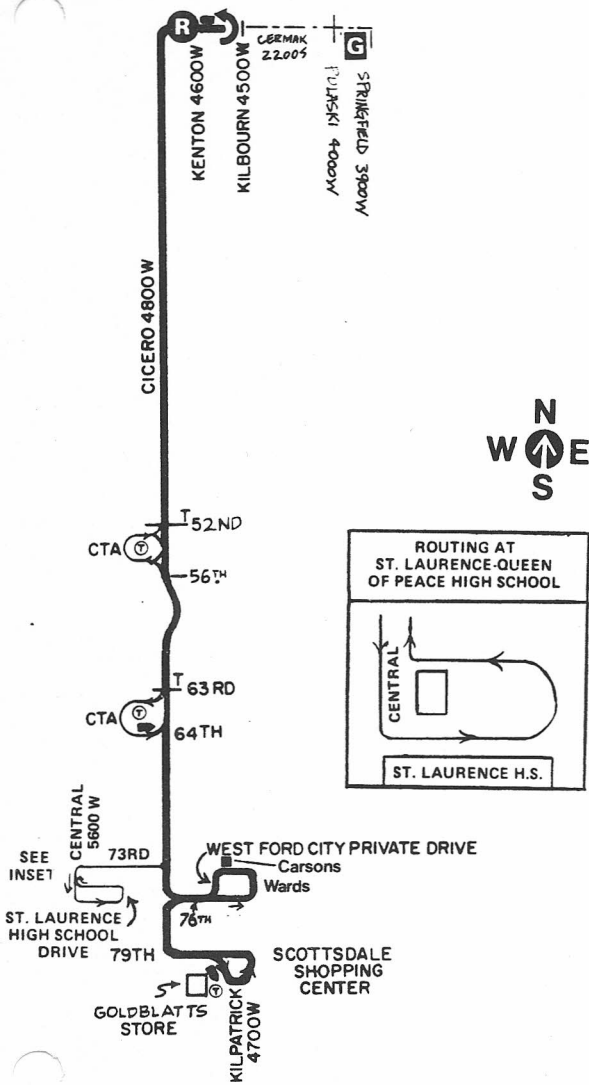 R
KENTON 4600W
KILBOURN 4500W
CERMAK
2200S
G
PULASKI 4000W
SPRINGFIELD 3900W
CICERO 4800W
N
W E
S
T 52ND
CTA T
56TH
T
63RD
CTA T
64TH
ROUTING AT
ST. LAURENCE-QUEEN
OF PEACE HIGH SCHOOL
CENTRAL
ST. LAURENCE H.S.
CENTRAL
5600 W
SEE
INSET
73RD
WEST FORD CITY PRIVATE DRIVE
Carsons
Wards
76TH
ST. LAURENCE
HIGH SCHOOL
DRIVE
79TH
SCOTTSDALE
SHOPPING
CENTER
S
T
GOLDBLATTS
STORE
KILPATRICK
4700W